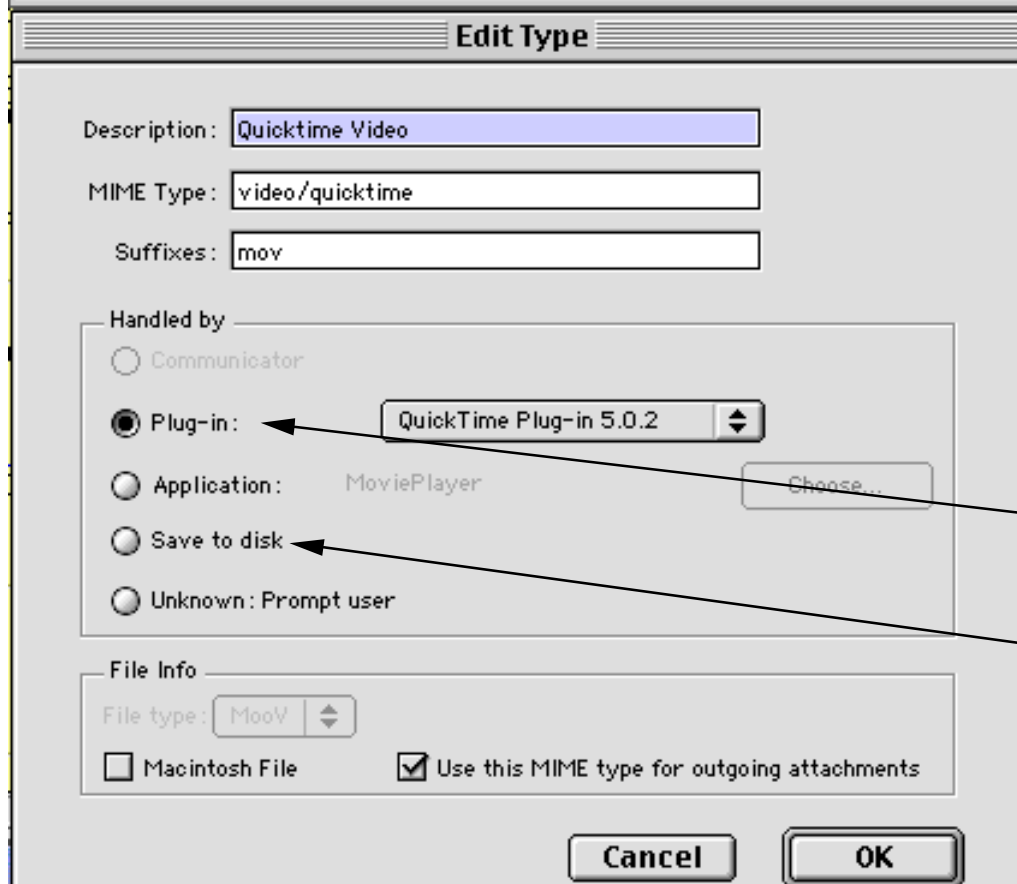 Edit Type
Description: Quicktime Video
MIME Type: video/quicktime
Suffixes: mov
Handled by
Communicator
Plug-in: QuickTime Plug-in 5.0.2
Application: MoviePlayer Choose...
Save to disk
Unknown: Prompt user
File Info
File type: MooV
Macintosh File Use this MIME type for outgoing attachments
Cancel OK